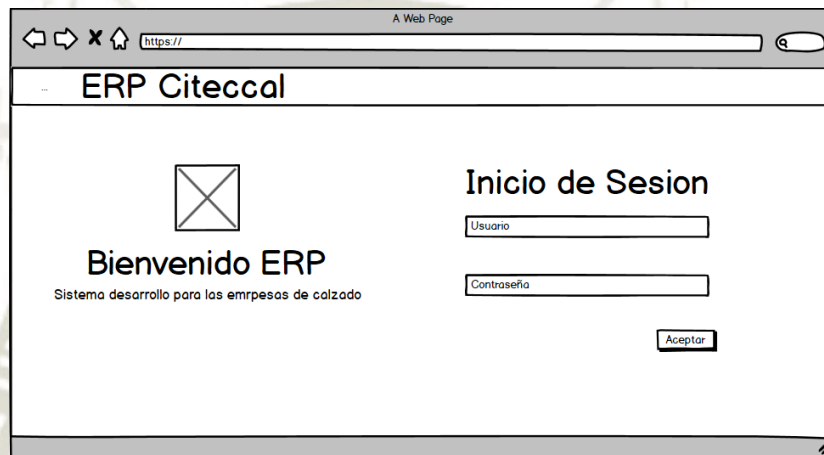 A Web Page
https://
... ERP Citeccal
Inicio de Sesion
Usuario
Bienvenido ERP
Sistema desarrollo para las emrpesas de calzado
Contraseña
Aceptar